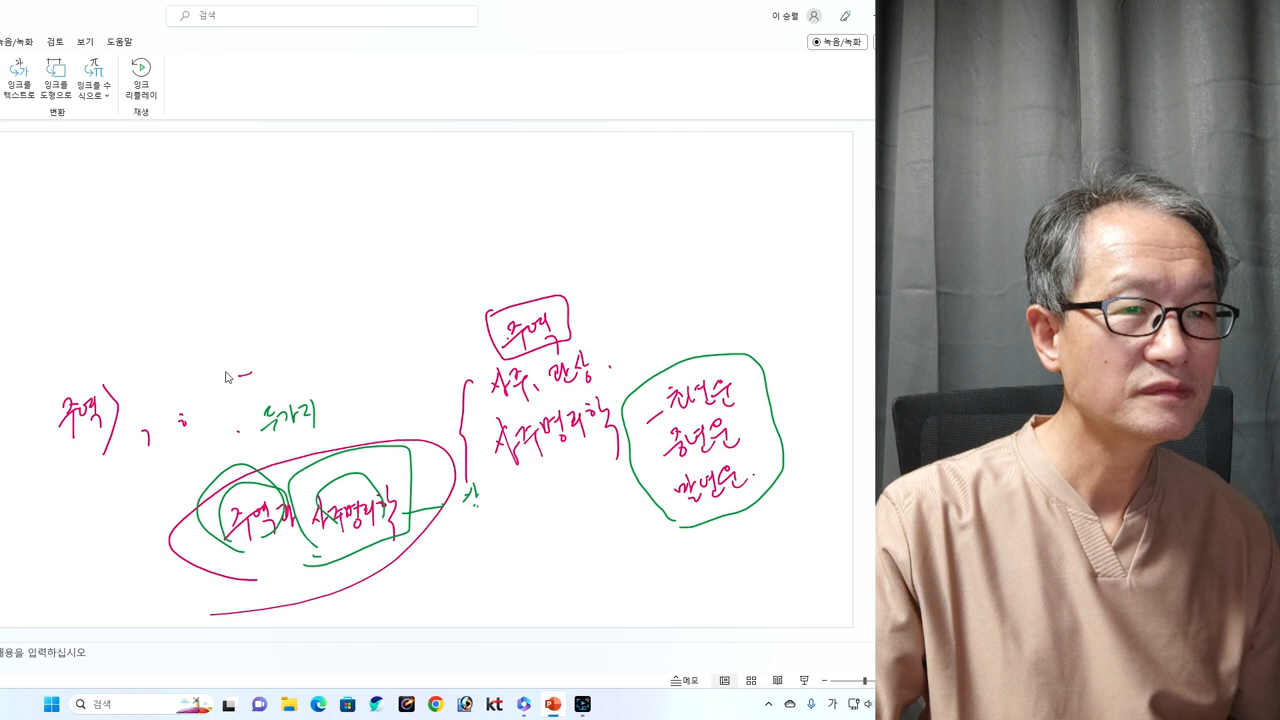 검색
이 승렬
녹음/녹화 검토 보기 도움말
녹음/녹화
잉크를 텍스트로
잉크를 도형으로
잉크를 수식으로
잉크 리플레이
변환
재생
주역
사주, 관상.
사주명리학
초년운
중년운
말년운.
주역
주역과 사주명리학
내용을 입력하십시오
메모
검색
kt
가